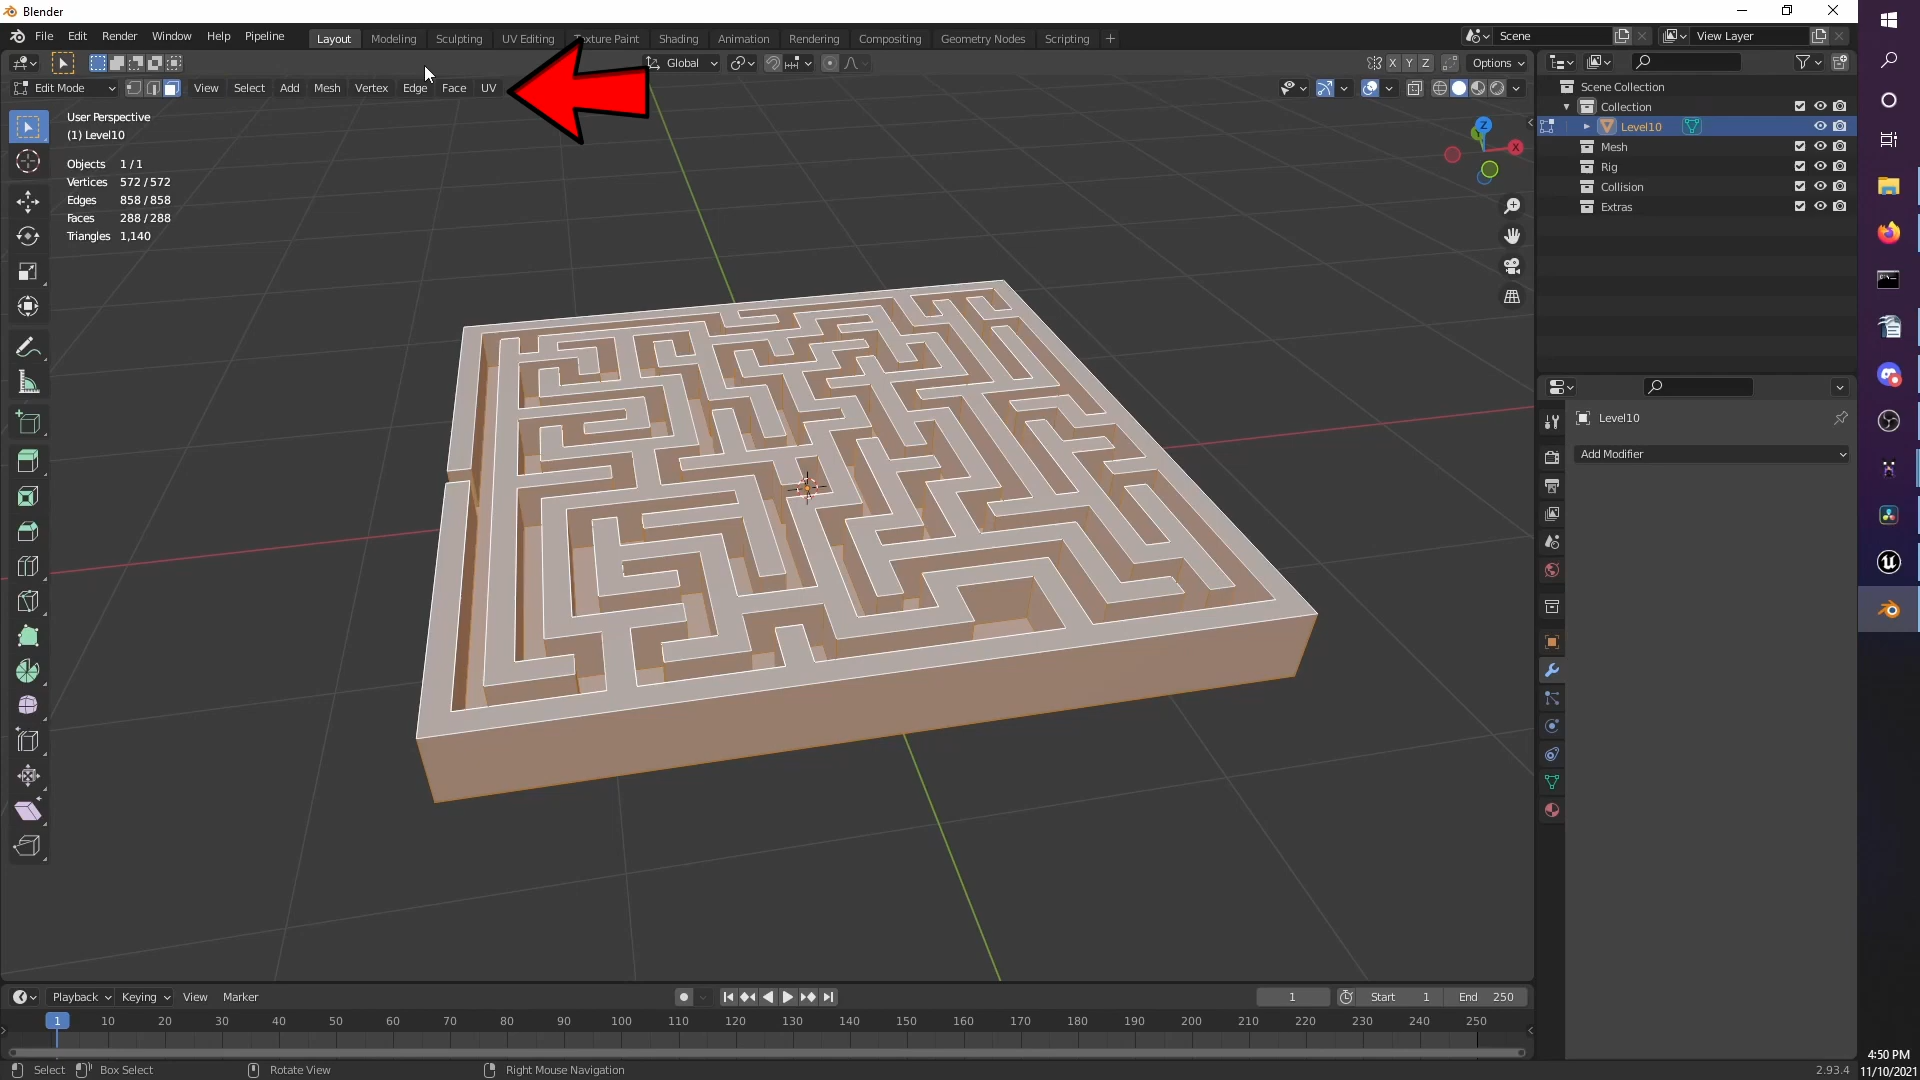 Blender
File Edit Render Window Help Pipeline Layout Modeling Sculpting UV Editing Texture Paint Shading Animation Rendering Compositing Geometry Nodes Scripting + Scene View Layer
Global X Y Z Options
Edit Mode View Select Add Mesh Vertex Edge Face UV
Scene Collection
Collection
Level10
Mesh
Rig
Collision
Extras
User Perspective
(1) Level10
Objects 1 / 1
Vertices 572 / 572
Edges 858 / 858
Faces 288 / 288
Triangles 1,140
Z
X
Level10
Add Modifier
Playback Keying View Marker 1 Start 1 End 250
1 10 20 30 40 50 60 70 80 90 100 110 120 130 140 150 160 170 180 190 200 210 220 230 240 250
Select Box Select Rotate View Right Mouse Navigation 2.93.4
4:50 PM
11/10/2021